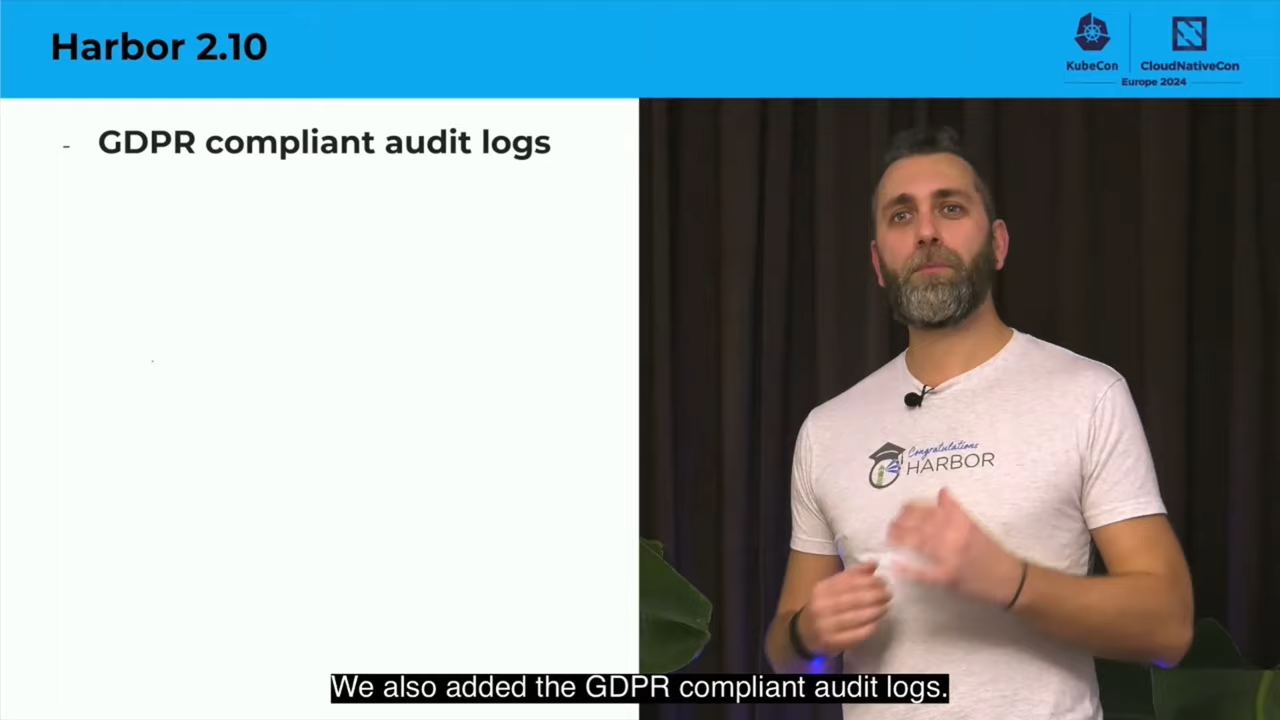 Harbor 2.10
KubeCon
CloudNativeCon
Europe 2024
- GDPR compliant audit logs
Congratulations
HARBOR
We also added the GDPR compliant audit logs.